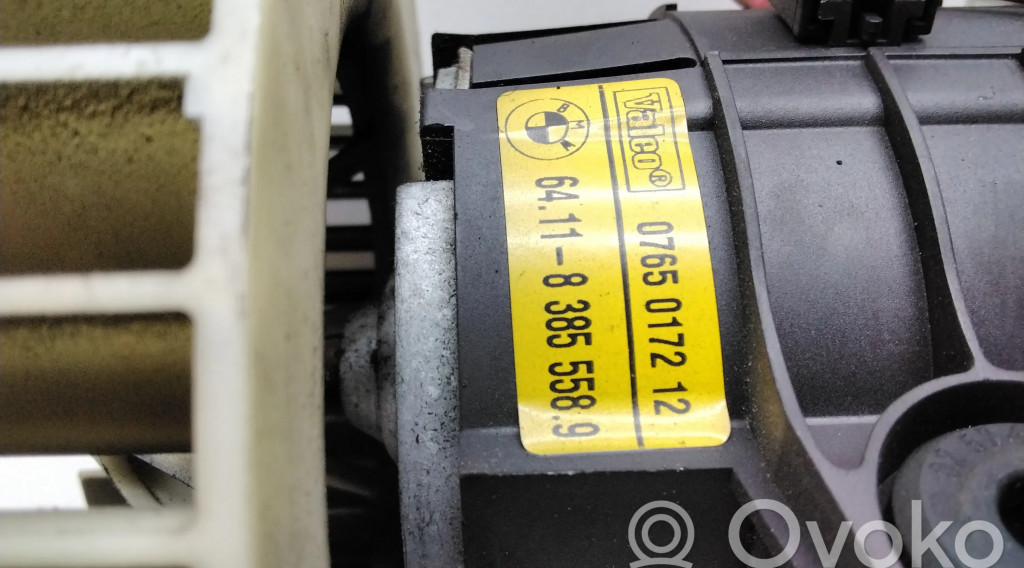 Valeo®
0765 0172 12
M
64.11-8 385 558.9
Ovoko